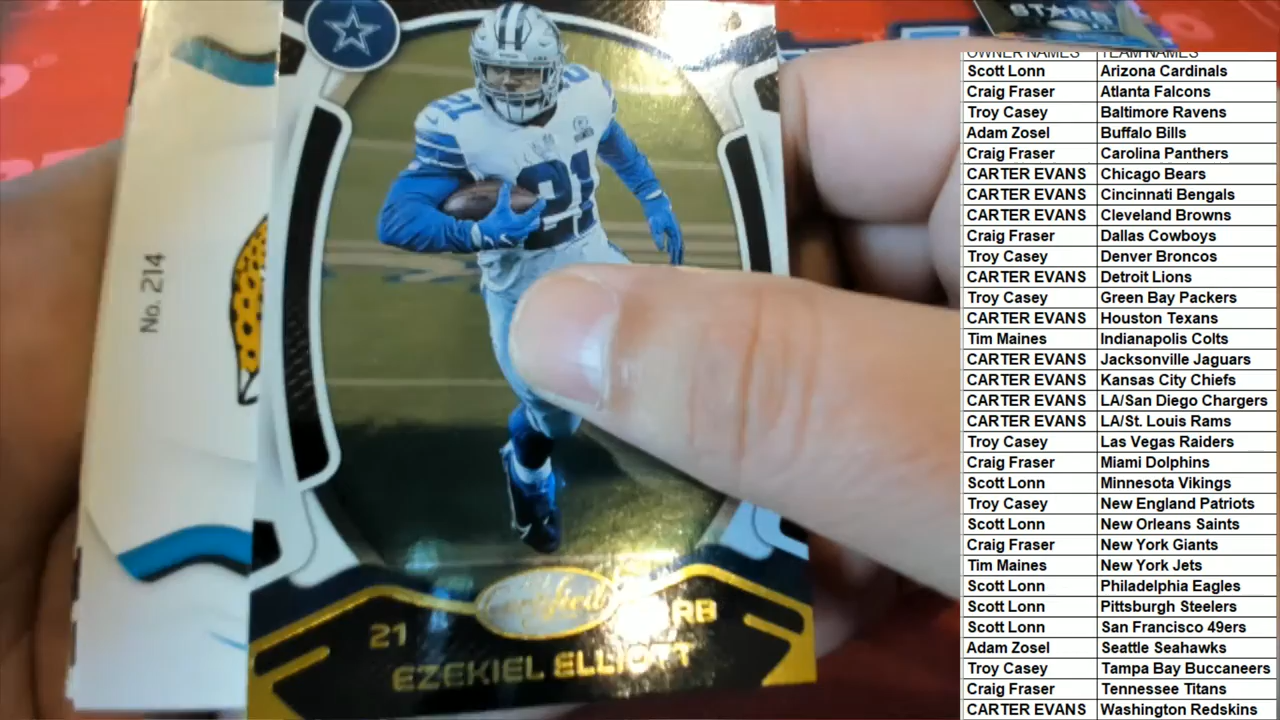 STARS
No. 214
21
21
Certified
RB
21
EZEKIEL ELLIOTT
OWNER NAMES TEAM NAMES
Scott Lonn Arizona Cardinals
Craig Fraser Atlanta Falcons
Troy Casey Baltimore Ravens
Adam Zosel Buffalo Bills
Craig Fraser Carolina Panthers
CARTER EVANS Chicago Bears
CARTER EVANS Cincinnati Bengals
CARTER EVANS Cleveland Browns
Craig Fraser Dallas Cowboys
Troy Casey Denver Broncos
CARTER EVANS Detroit Lions
Troy Casey Green Bay Packers
CARTER EVANS Houston Texans
Tim Maines Indianapolis Colts
CARTER EVANS Jacksonville Jaguars
CARTER EVANS Kansas City Chiefs
CARTER EVANS LA/San Diego Chargers
CARTER EVANS LA/St. Louis Rams
Troy Casey Las Vegas Raiders
Craig Fraser Miami Dolphins
Scott Lonn Minnesota Vikings
Troy Casey New England Patriots
Scott Lonn New Orleans Saints
Craig Fraser New York Giants
Tim Maines New York Jets
Scott Lonn Philadelphia Eagles
Scott Lonn Pittsburgh Steelers
Scott Lonn San Francisco 49ers
Adam Zosel Seattle Seahawks
Troy Casey Tampa Bay Buccaneers
Craig Fraser Tennessee Titans
CARTER EVANS Washington Redskins